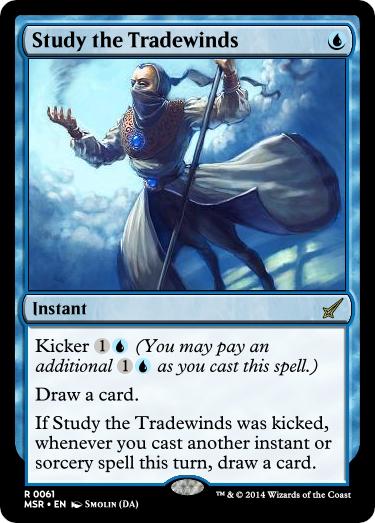 Study the Tradewinds
Instant
Kicker 1 (You may pay an
additional 1 as you cast this spell.)
Draw a card.
If Study the Tradewinds was kicked,
whenever you cast another instant or
sorcery spell this turn, draw a card.
R 0061
MSR • EN Smolin (DA)
™ & © 2014 Wizards of the Coast